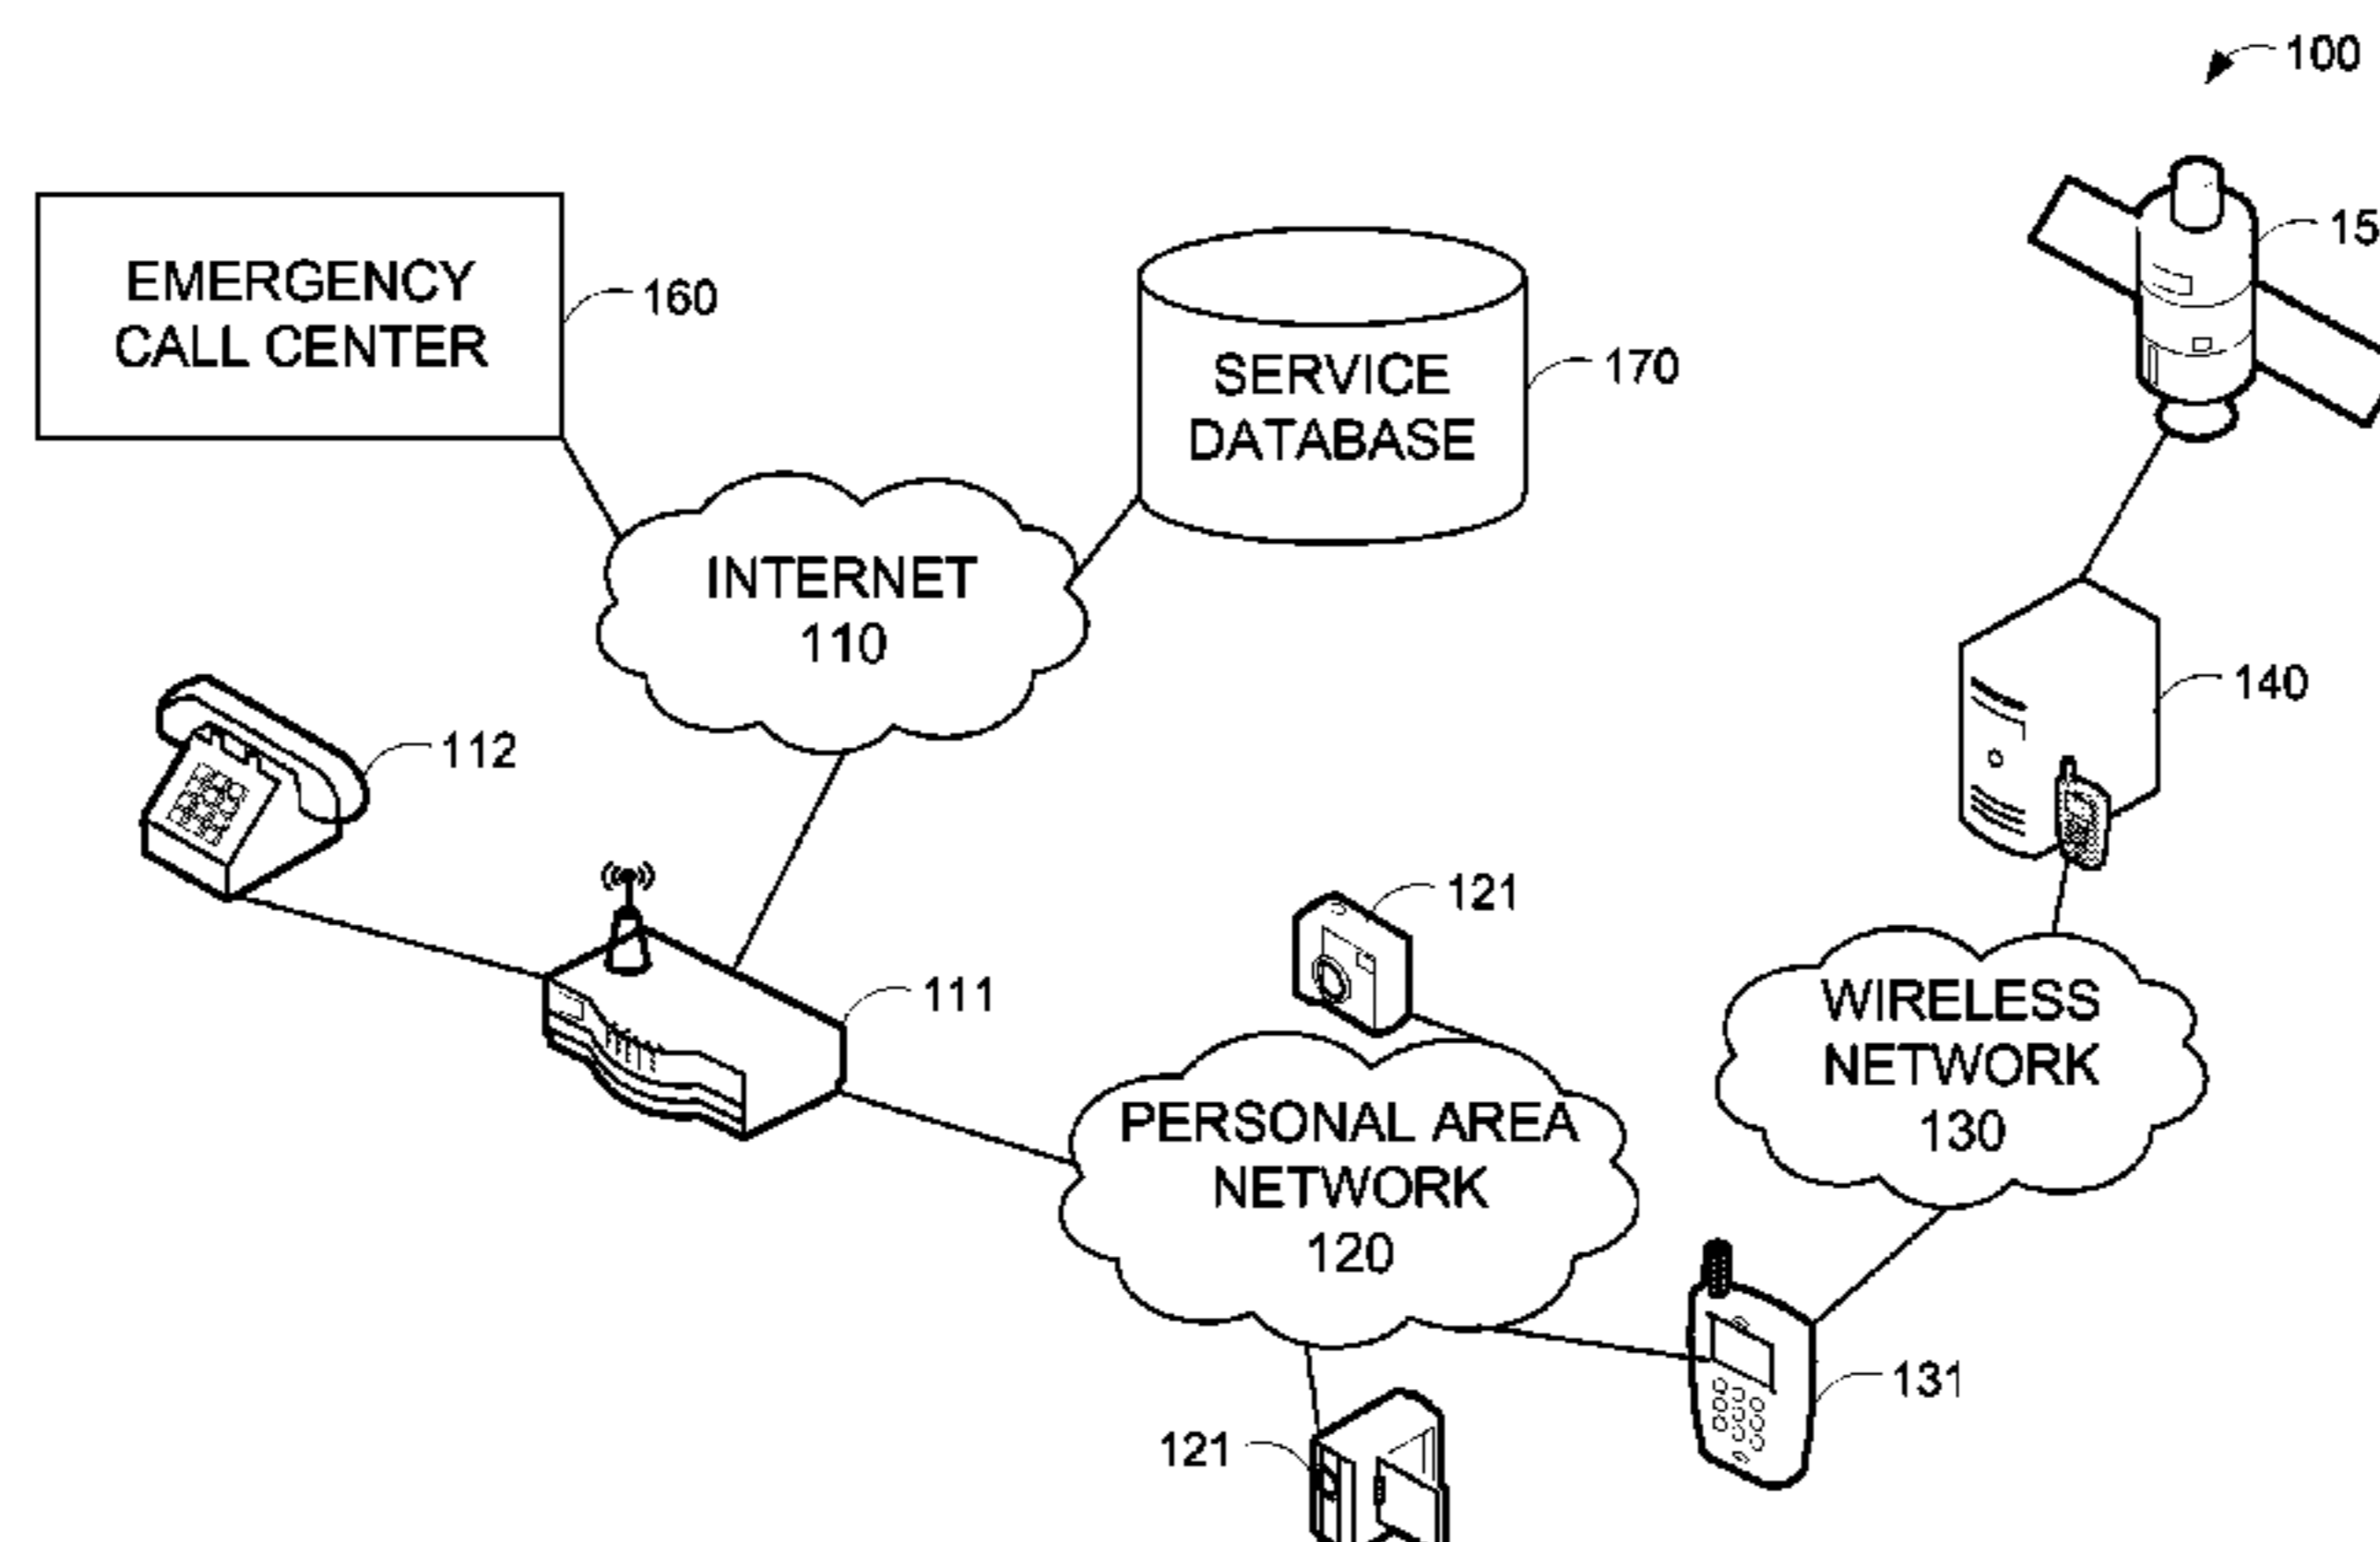 100
EMERGENCY
CALL CENTER
160
SERVICE
DATABASE
170
15
INTERNET
110
112
140
121
111
WIRELESS
NETWORK
130
PERSONAL AREA
NETWORK
120
131
121